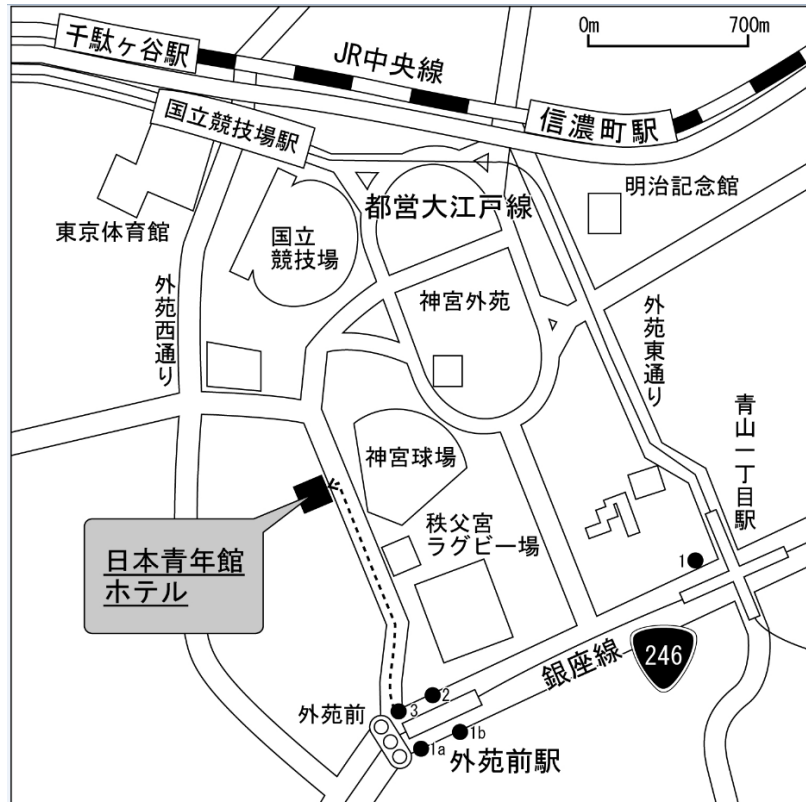 0m 700m
千駄ヶ谷駅
JR中央線
国立競技場駅
信濃町駅
明治記念館
都営大江戸線
東京体育館
国立
競技場
外苑西通り
神宮外苑
外苑東通り
青山一丁目駅
神宮球場
秩父宮
ラグビー場
日本青年館
ホテル
1
銀座線
246
2
3
外苑前
1b
1a
外苑前駅